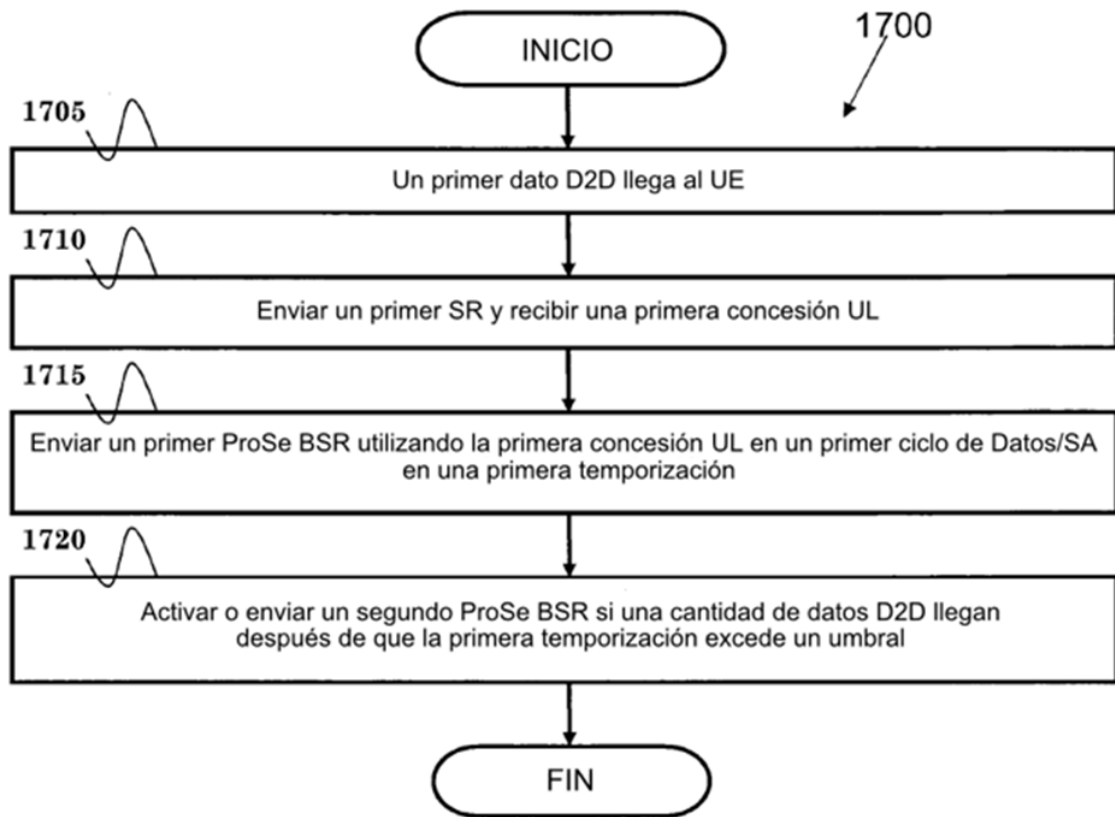 INICIO
1700
1705
Un primer dato D2D llega al UE
1710
Enviar un primer SR y recibir una primera concesión UL
1715
Enviar un primer ProSe BSR utilizando la primera concesión UL en un primer ciclo de Datos/SA
en una primera temporización
1720
Activar o enviar un segundo ProSe BSR si una cantidad de datos D2D llegan
después de que la primera temporización excede un umbral
FIN